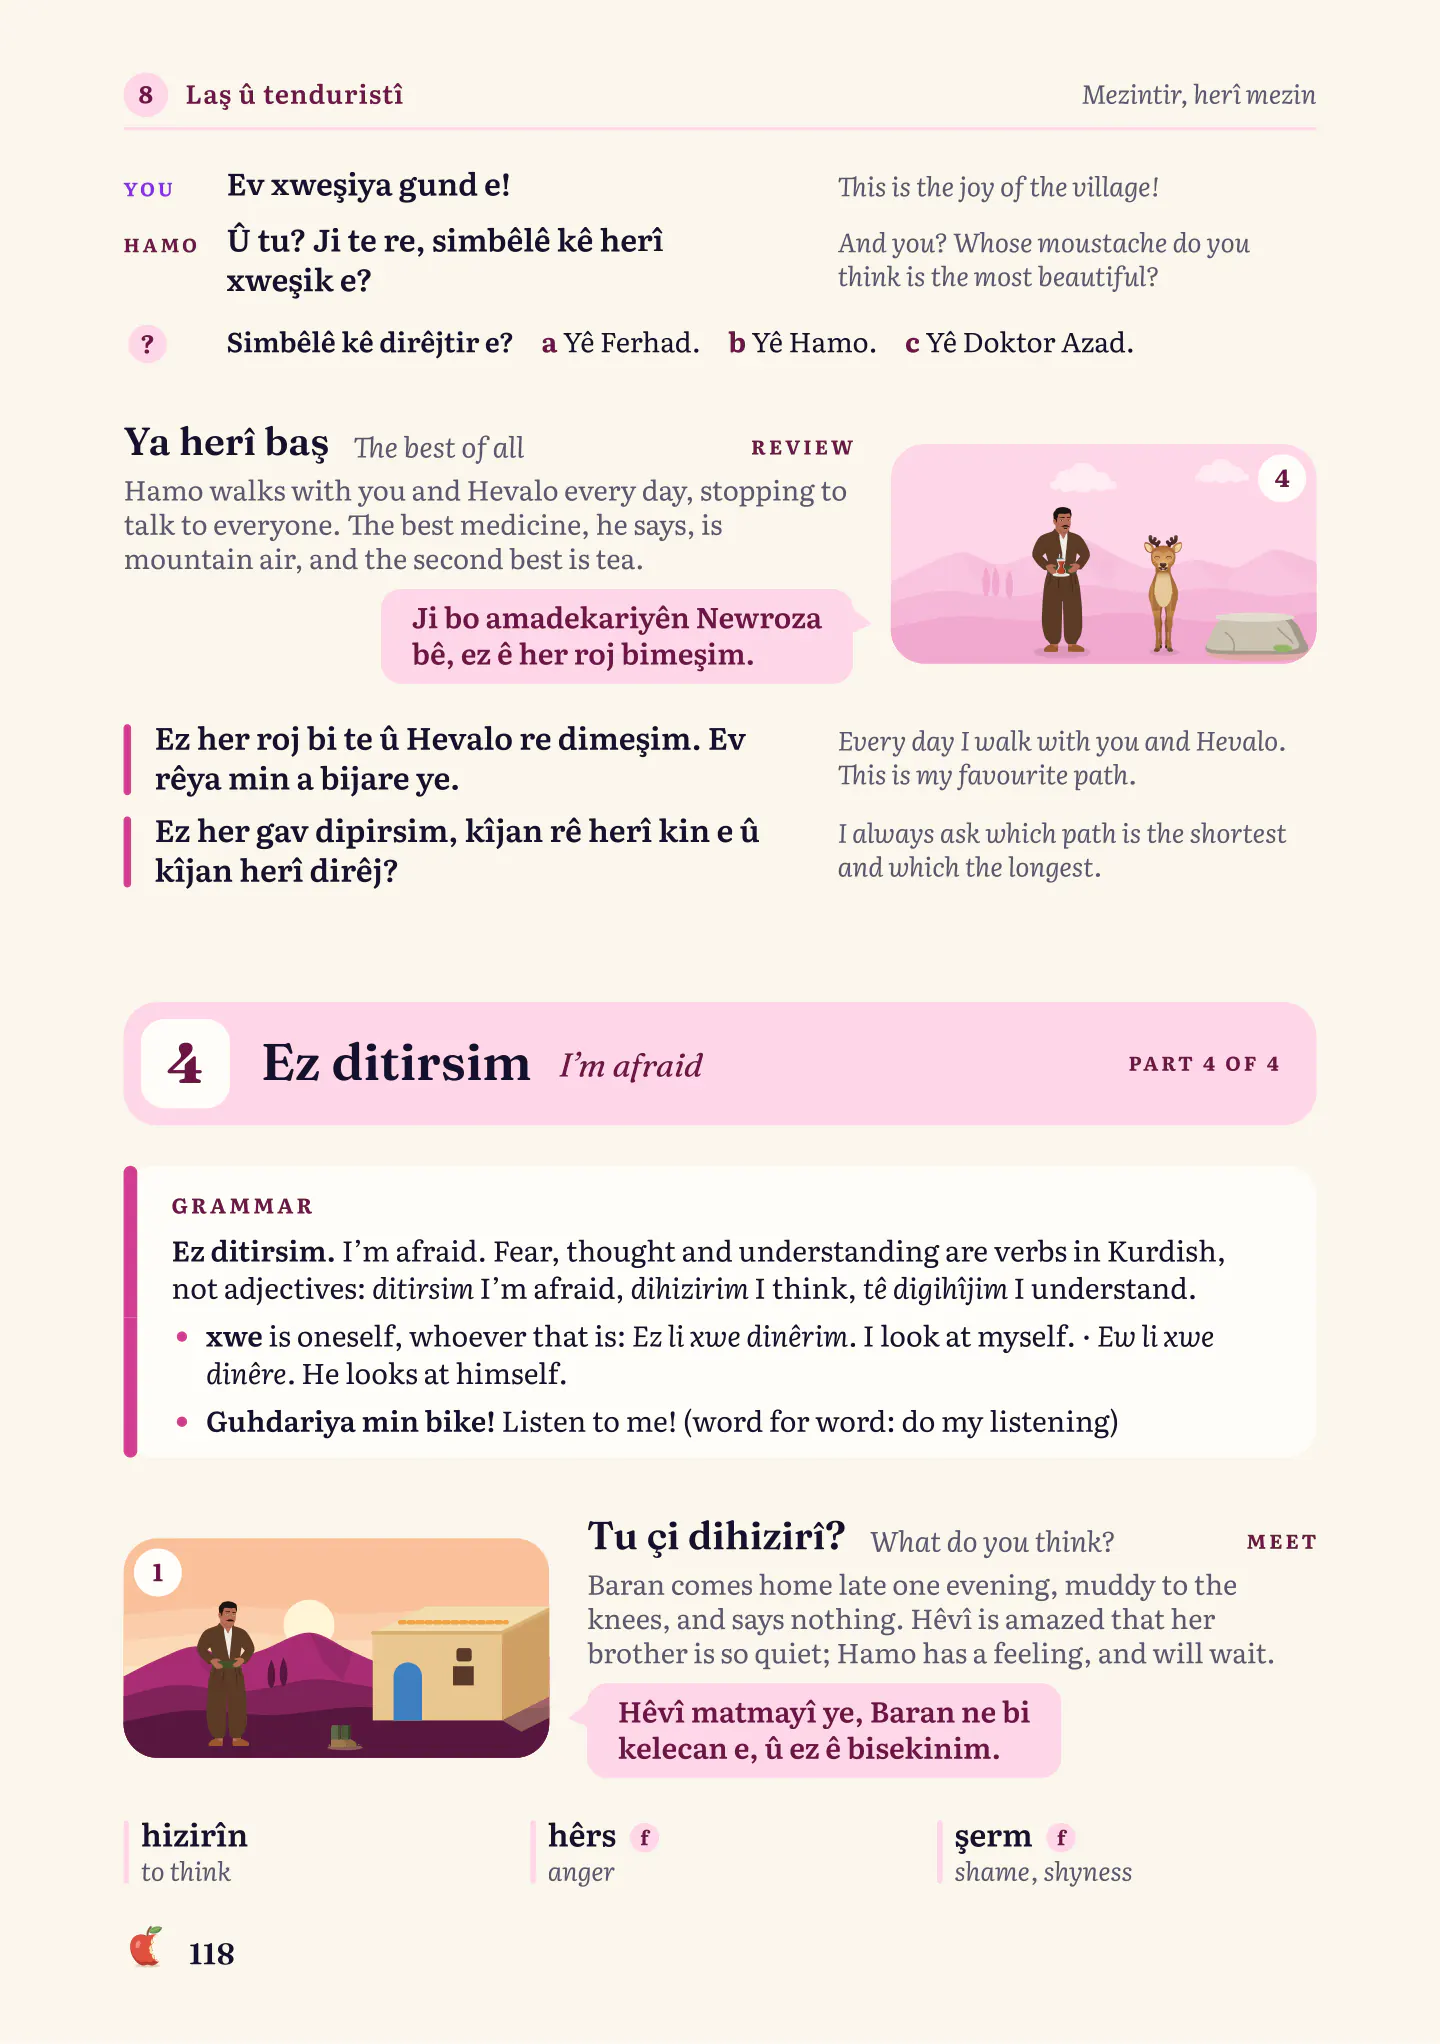 8 Laş û tenduristî
Mezintir, herî mezin
YOU Ev xweşiya gund e!
This is the joy of the village!
HAMO Û tu? Ji te re, simbêlê kê herî
xweşik e?
And you? Whose moustache do you
think is the most beautiful?
? Simbêlê kê dirêjtir e? a Yê Ferhad. b Yê Hamo. c Yê Doktor Azad.
Ya herî baş The best of all REVIEW
Hamo walks with you and Hevalo every day, stopping to
talk to everyone. The best medicine, he says, is
mountain air, and the second best is tea.
Ji bo amadekariyên Newroza
bê, ez ê her roj bimeşim.
4
Ez her roj bi te û Hevalo re dimeşim. Ev
rêya min a bijare ye.
Every day I walk with you and Hevalo.
This is my favourite path.
Ez her gav dipirsim, kîjan rê herî kin e û
kîjan herî dirêj?
I always ask which path is the shortest
and which the longest.
4 Ez ditirsim I’m afraid PART 4 OF 4
GRAMMAR
Ez ditirsim. I’m afraid. Fear, thought and understanding are verbs in Kurdish,
not adjectives: ditirsim I’m afraid, dihizirim I think, tê digihîjim I understand.
• xwe is oneself, whoever that is: Ez li xwe dinêrim. I look at myself. · Ew li xwe
dinêre. He looks at himself.
• Guhdariya min bike! Listen to me! (word for word: do my listening)
1
Tu çi dihizirî? What do you think? MEET
Baran comes home late one evening, muddy to the
knees, and says nothing. Hêvî is amazed that her
brother is so quiet; Hamo has a feeling, and will wait.
Hêvî matmayî ye, Baran ne bi
kelecan e, û ez ê bisekinim.
hizirîn
to think
hêrs f
anger
şerm f
shame, shyness
118